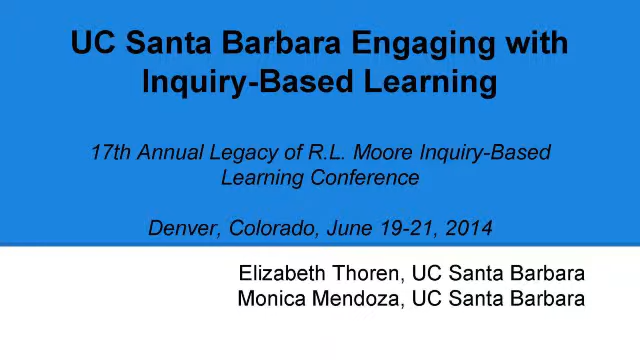 UC Santa Barbara Engaging with
Inquiry-Based Learning
17th Annual Legacy of R.L. Moore Inquiry-Based
Learning Conference
Denver, Colorado, June 19-21, 2014
Elizabeth Thoren, UC Santa Barbara
Monica Mendoza, UC Santa Barbara